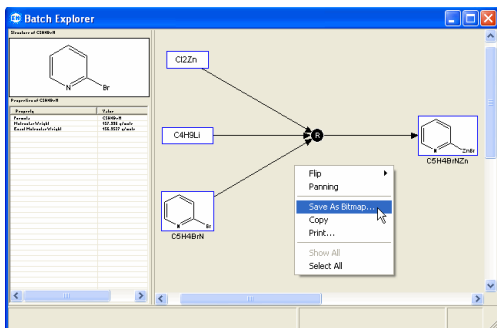 Batch Explorer
Structure of C5H4BrN
N
Br
Properties of C5H4BrN
Property Value
Formula C5H4BrN
Molecular Weight
Exact Molecular Weight
Cl2Zn
C4H9Li
R
N
ZnBr
C5H4BrNZn
N
Br
C5H4BrN
Flip
Panning
Save As Bitmap...
Copy
Print...
Show All
Select All